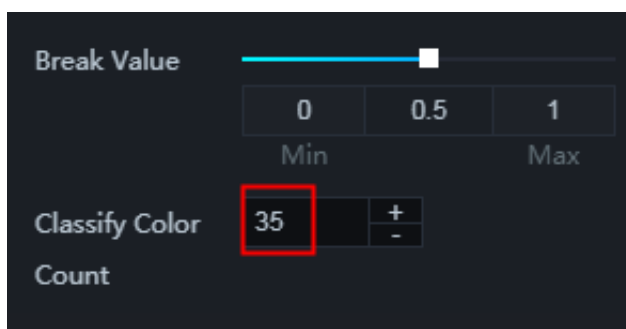 Break Value
0 0.5 1
Min Max
Classify Color 35 +
-
Count